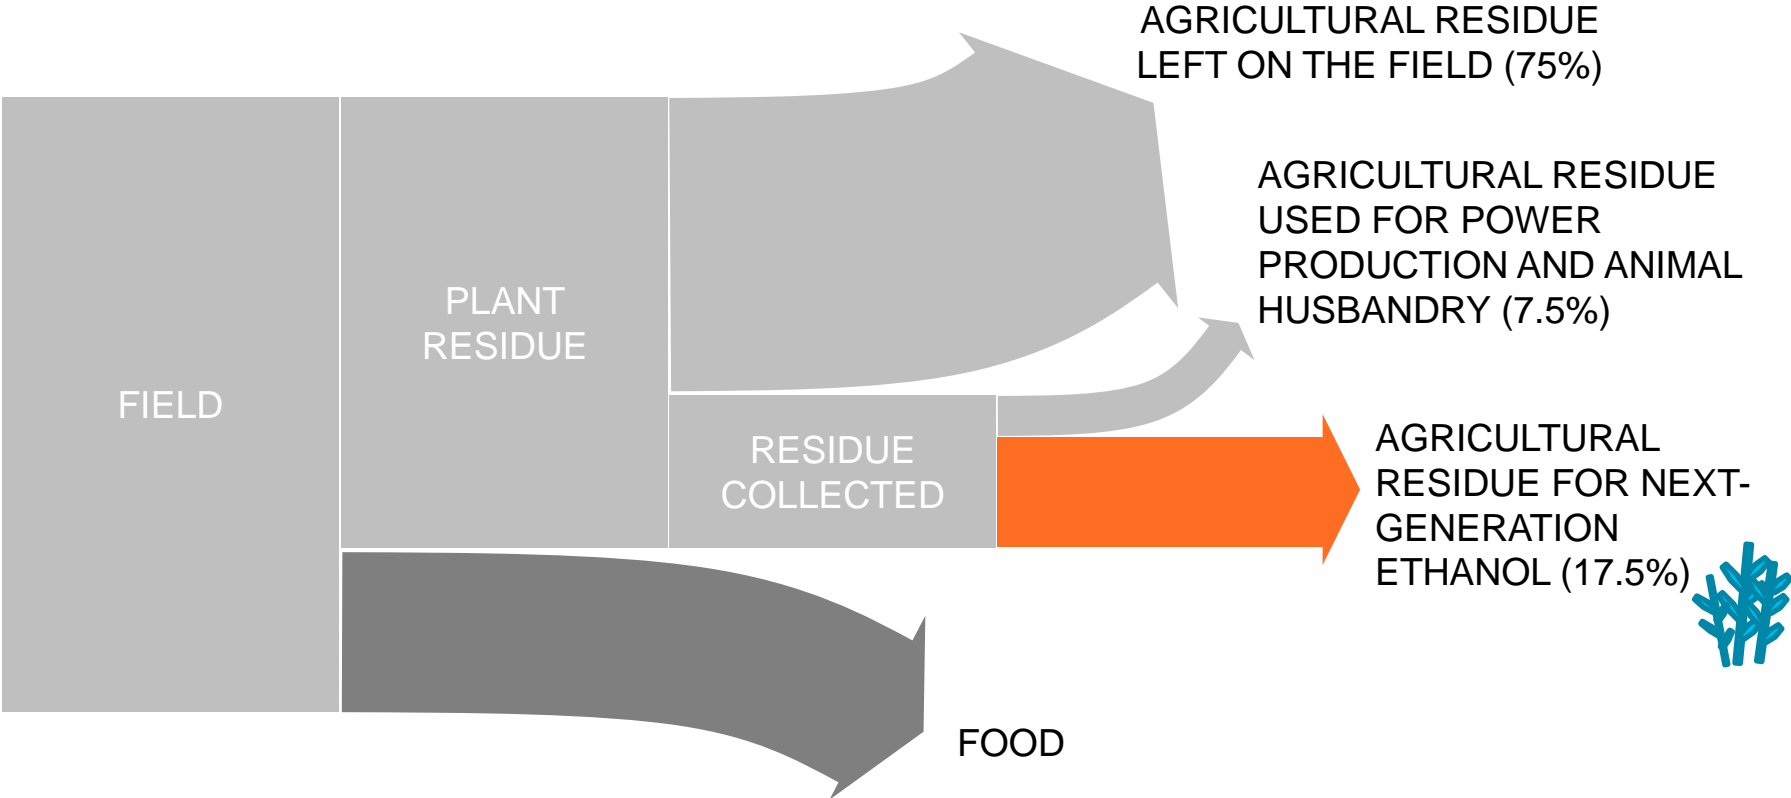 AGRICULTURAL RESIDUE
LEFT ON THE FIELD (75%)
AGRICULTURAL RESIDUE
USED FOR POWER
PRODUCTION AND ANIMAL
HUSBANDRY (7.5%)
PLANT
RESIDUE
FIELD
RESIDUE
COLLECTED
AGRICULTURAL
RESIDUE FOR NEXT-
GENERATION
ETHANOL (17.5%)
FOOD